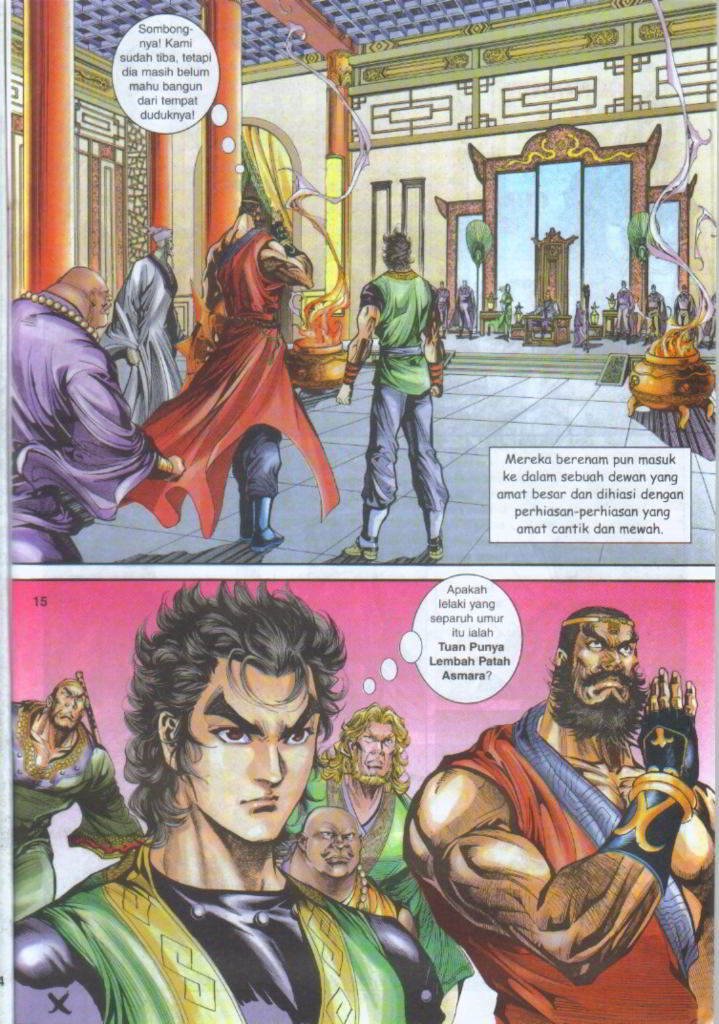 Sombong-
nya! Kami
sudah tiba, tetapi
dia masih belum
mahu bangun
dari tempat
duduknya!
Mereka berenam pun masuk
ke dalam sebuah dewan yang
amat besar dan dihiasi dengan
perhiasan-perhiasan yang
amat cantik dan mewah.
15
Apakah
lelaki yang
separuh umur
itu ialah
Tuan Punya
Lembah Patah
Asmara?
4